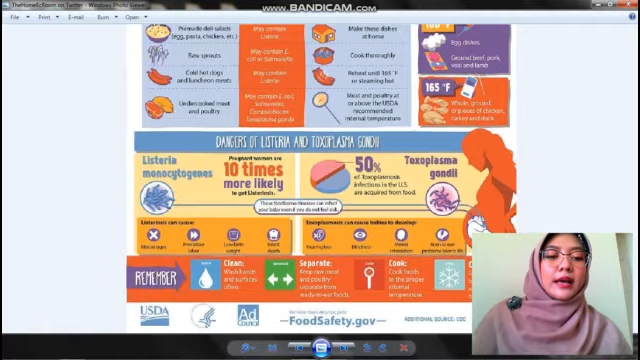 TheHomeEcRoom on Twitter - Windows Photo Viewer
WWW.BANDICAM.COM
File Print E-mail Burn Open
Premade deli salads
(egg, pasta, chicken, etc.)
May contain
Listeria
Make these dishes
at home
Raw sprouts
May contain E.
coli or Salmonella
Cook thoroughly
Cold hot dogs
and luncheon meats
May contain
Listeria
Reheat until 165° F
or steaming hot
Undercooked meat
and poultry
May contain E. coli,
Salmonella,
Campylobacter,
Toxoplasma gondii
Meat and poultry at
or above the USDA
recommended
internal temperature
160 °F
Egg dishes
Ground beef, pork,
veal and lamb
165 °F
Whole, ground,
or pieces of chicken,
turkey and duck
DANGERS OF LISTERIA AND TOXOPLASMA GONDII
Listeria
monocytogenes
Pregnant women are
10 times
more likely
to get Listeriosis.
50%
of Toxoplasmosis
infections in the U.S.
are acquired from food.
Toxoplasma
gondii
These foodborne illnesses can infect
your baby even if you do not feel sick.
Listeriosis can cause:
Miscarriages
Premature
labor
Low-birth
weight
Infant
death
Toxoplasmosis can cause babies to develop:
Hearing loss
Blindness
Mental
retardation
REMEMBER
Clean:
Wash hands
and surfaces
often.
Separate:
Keep raw meat
and poultry
separate from
ready-to-eat foods.
Cook:
Cook foods
to the proper
internal
temperature.
USDA
Ad
Council
FoodSafety.gov
ADDITIONAL SOURCE: CDC